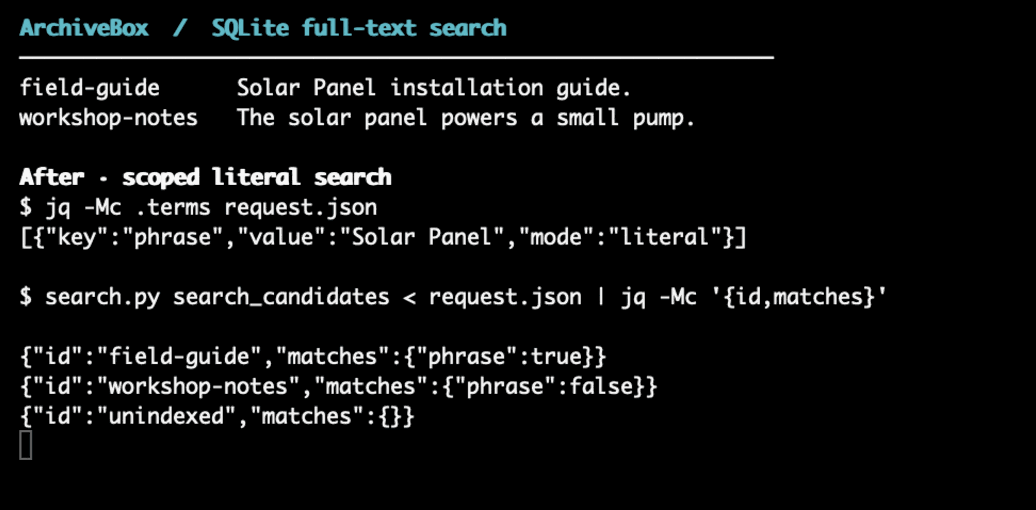 ArchiveBox / SQLite full-text search
field-guide Solar Panel installation guide.
workshop-notes The solar panel powers a small pump.
After · scoped literal search
$ jq -Mc .terms request.json
[{"key":"phrase","value":"Solar Panel","mode":"literal"}]
$ search.py search_candidates < request.json | jq -Mc '{id,matches}'
{"id":"field-guide","matches":{"phrase":true}}
{"id":"workshop-notes","matches":{"phrase":false}}
{"id":"unindexed","matches":{}}